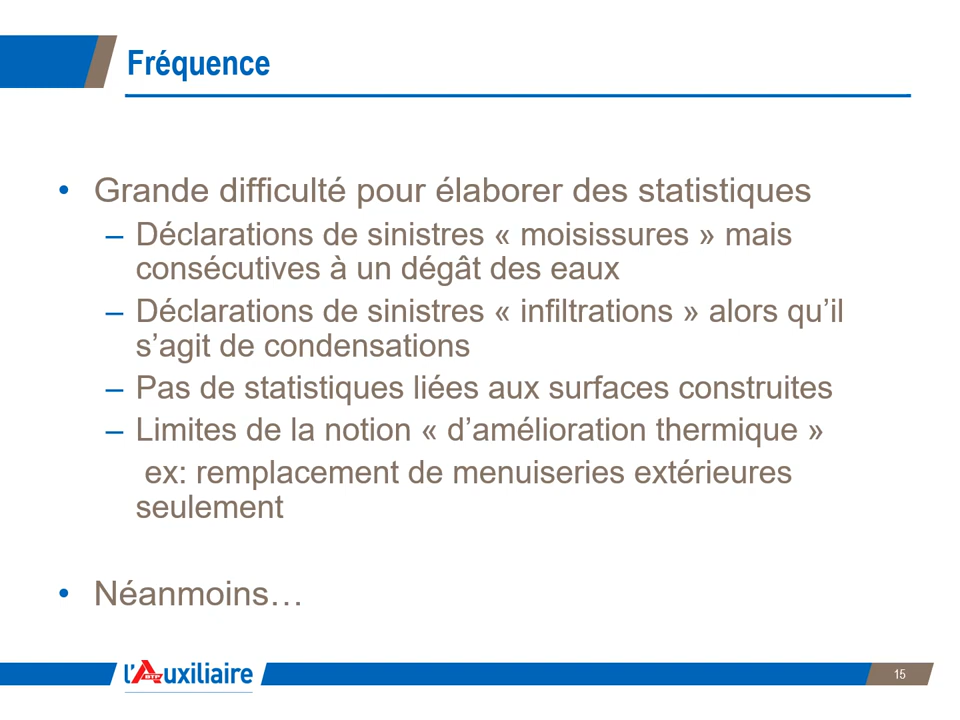 Fréquence
• Grande difficulté pour élaborer des statistiques
– Déclarations de sinistres « moisissures » mais
consécutives à un dégât des eaux
– Déclarations de sinistres « infiltrations » alors qu’il
s’agit de condensations
– Pas de statistiques liées aux surfaces construites
– Limites de la notion « d’amélioration thermique »
ex: remplacement de menuiseries extérieures
seulement
• Néanmoins…
l’Auxiliaire
BTP
15